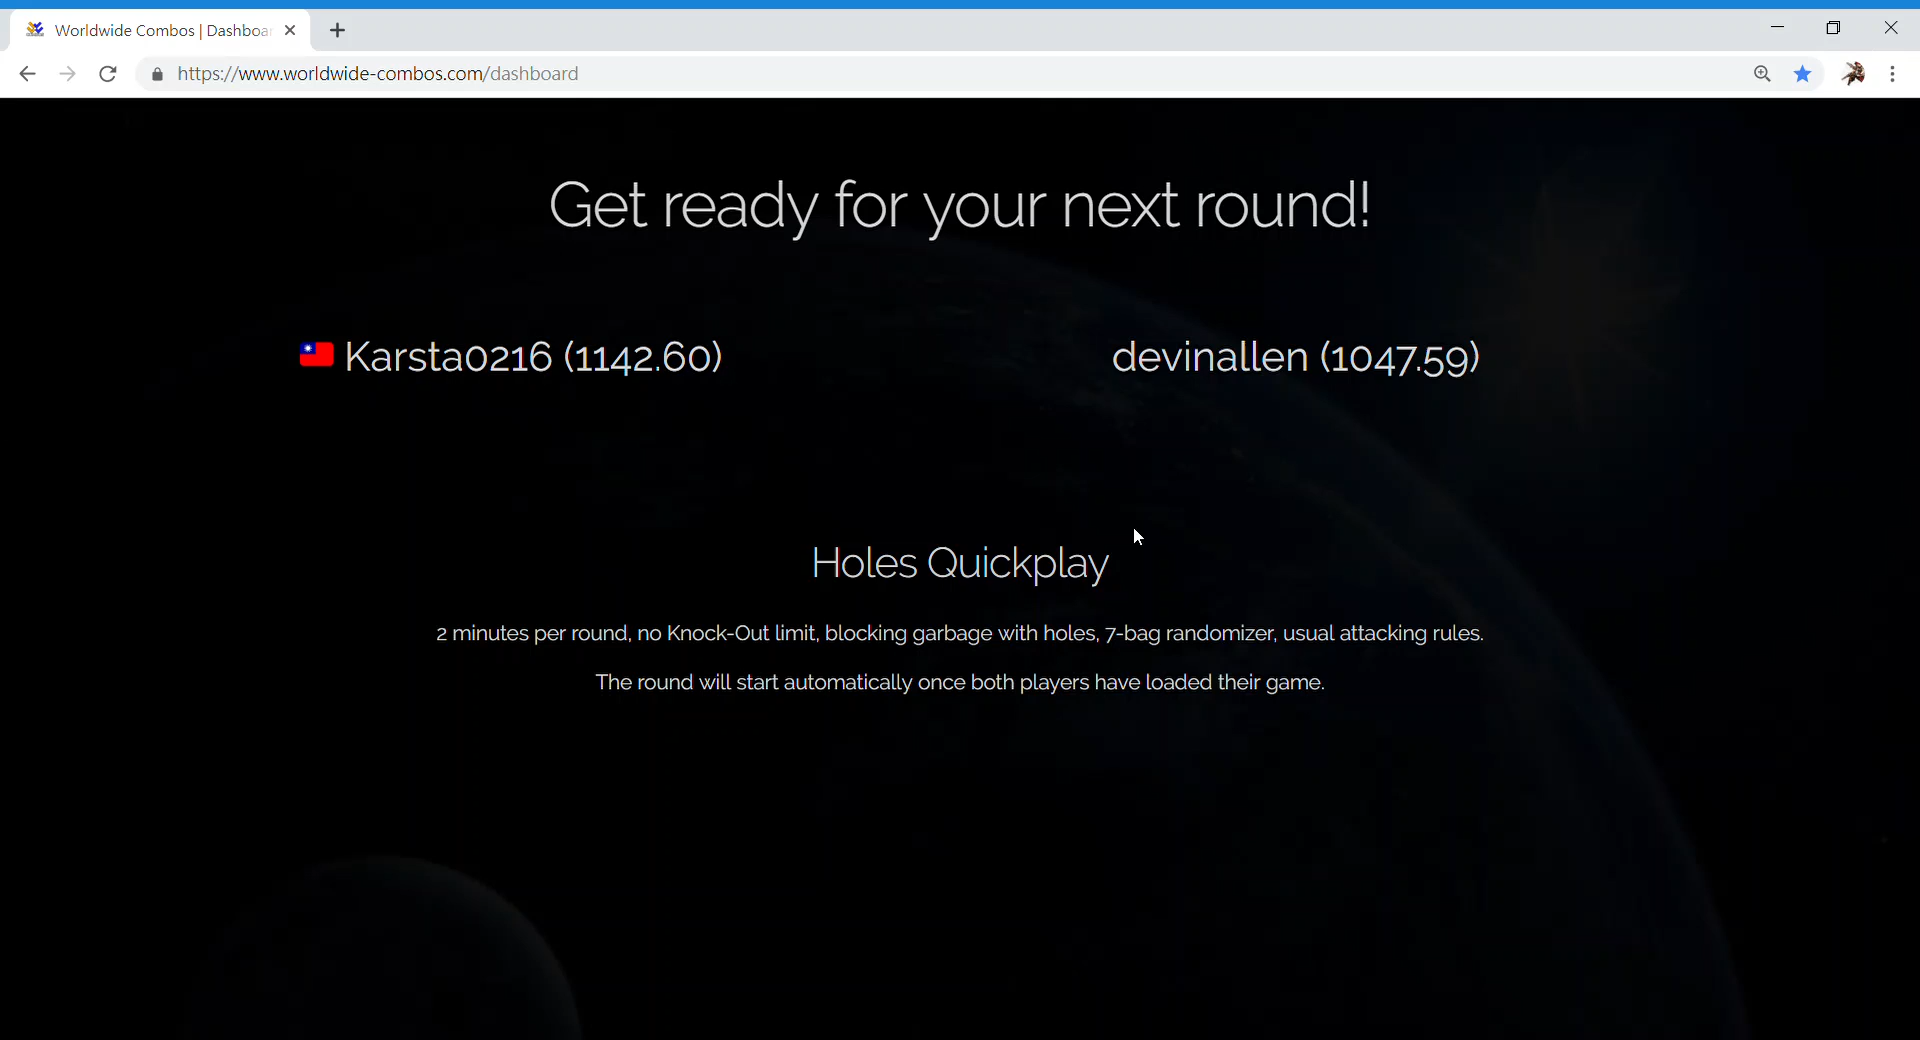 Worldwide Combos | Dashboar
https://www.worldwide-combos.com/dashboard
Get ready for your next round!
Karsta0216 (1142.60)
devinallen (1047.59)
Holes Quickplay
2 minutes per round, no Knock-Out limit, blocking garbage with holes, 7-bag randomizer, usual attacking rules.
The round will start automatically once both players have loaded their game.